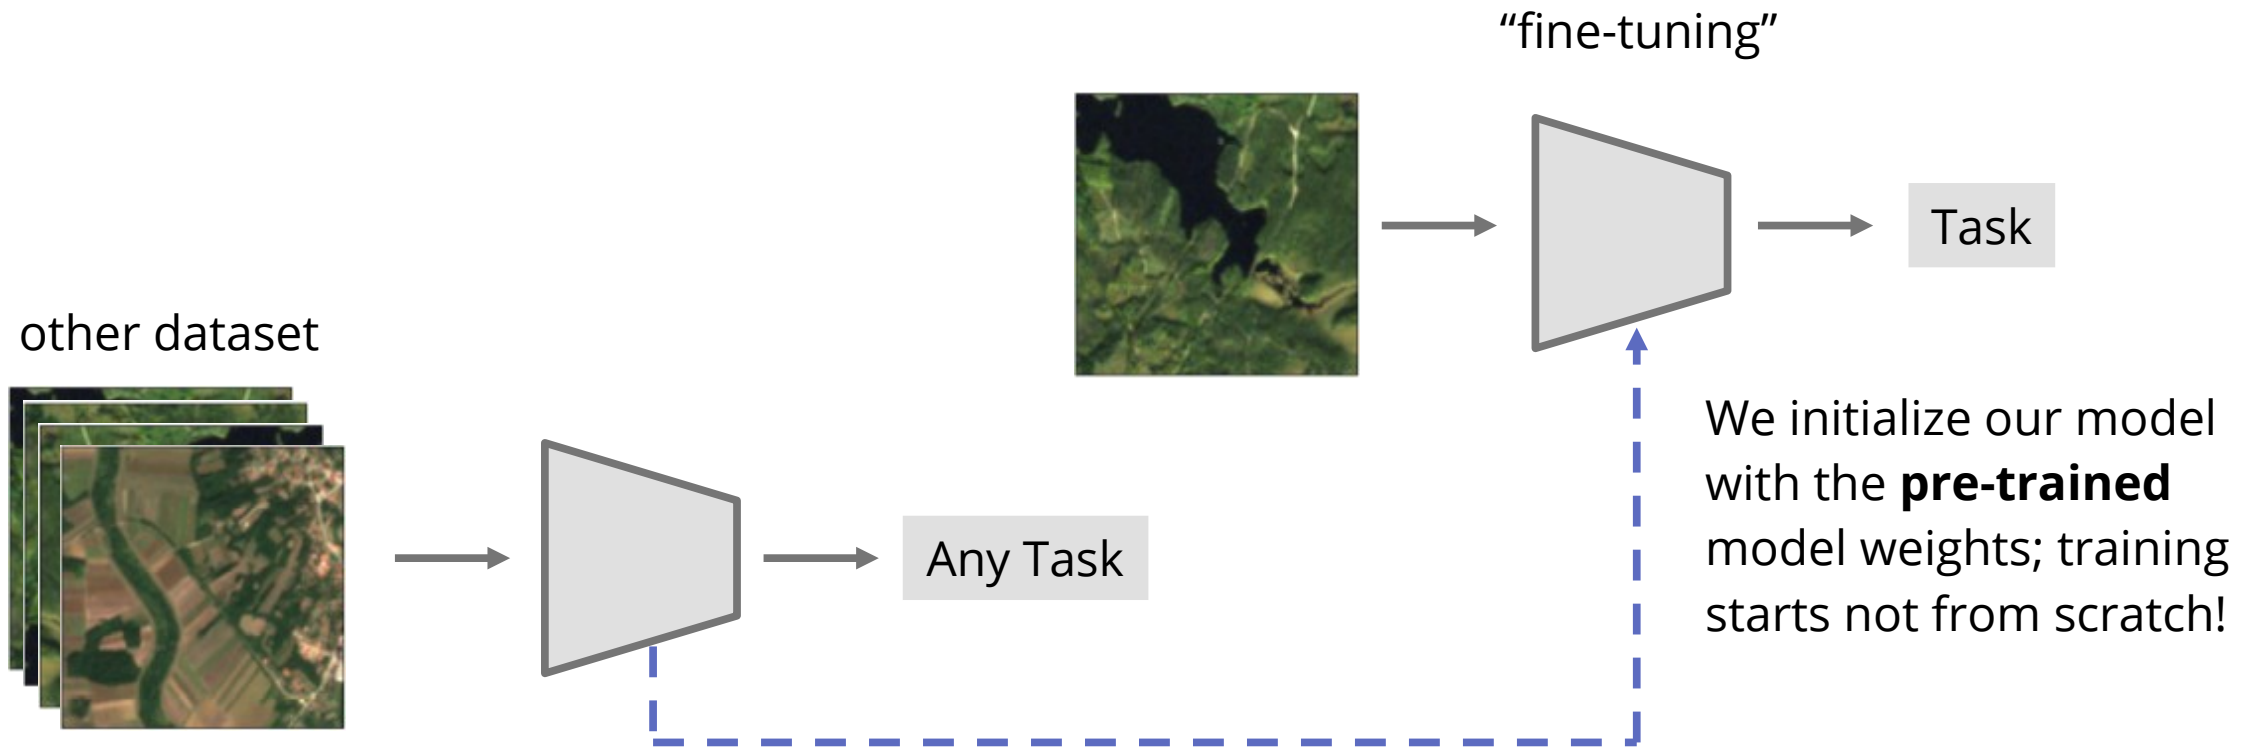 “fine-tuning”
Task
other dataset
Any Task
We initialize our model
with the pre-trained
model weights; training
starts not from scratch!